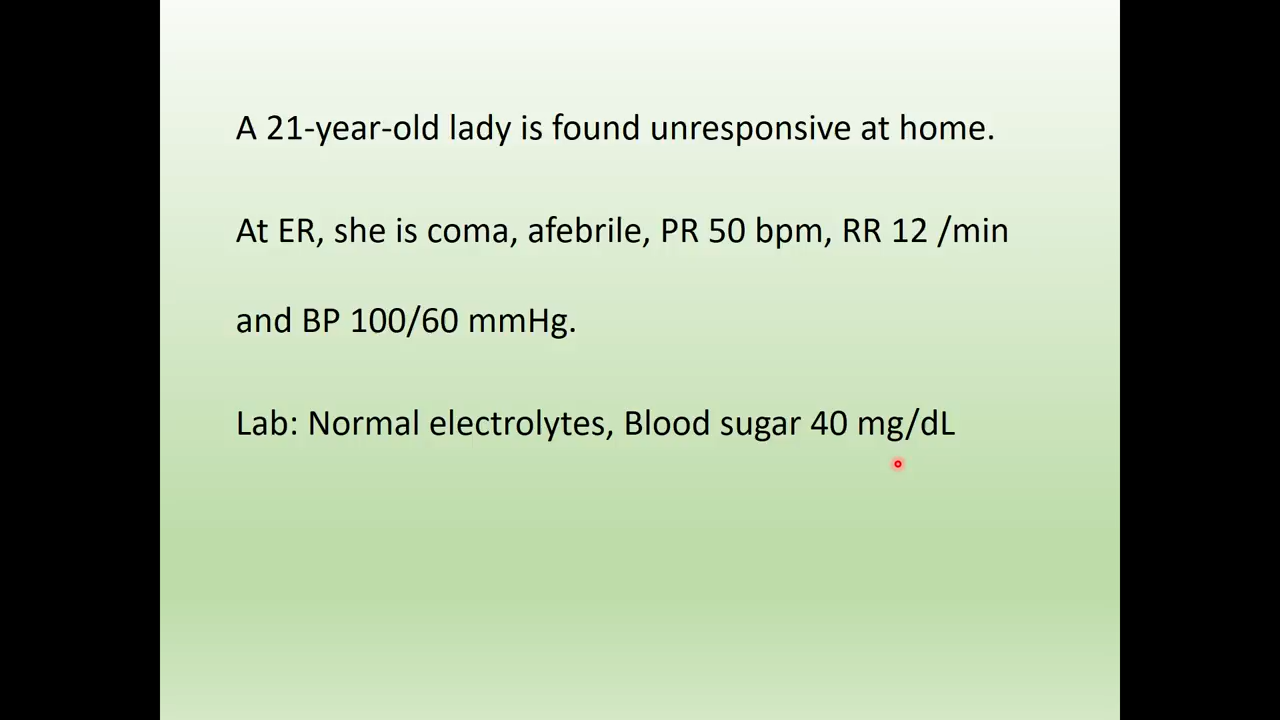 A 21-year-old lady is found unresponsive at home.
At ER, she is coma, afebrile, PR 50 bpm, RR 12 /min
and BP 100/60 mmHg.
Lab: Normal electrolytes, Blood sugar 40 mg/dL